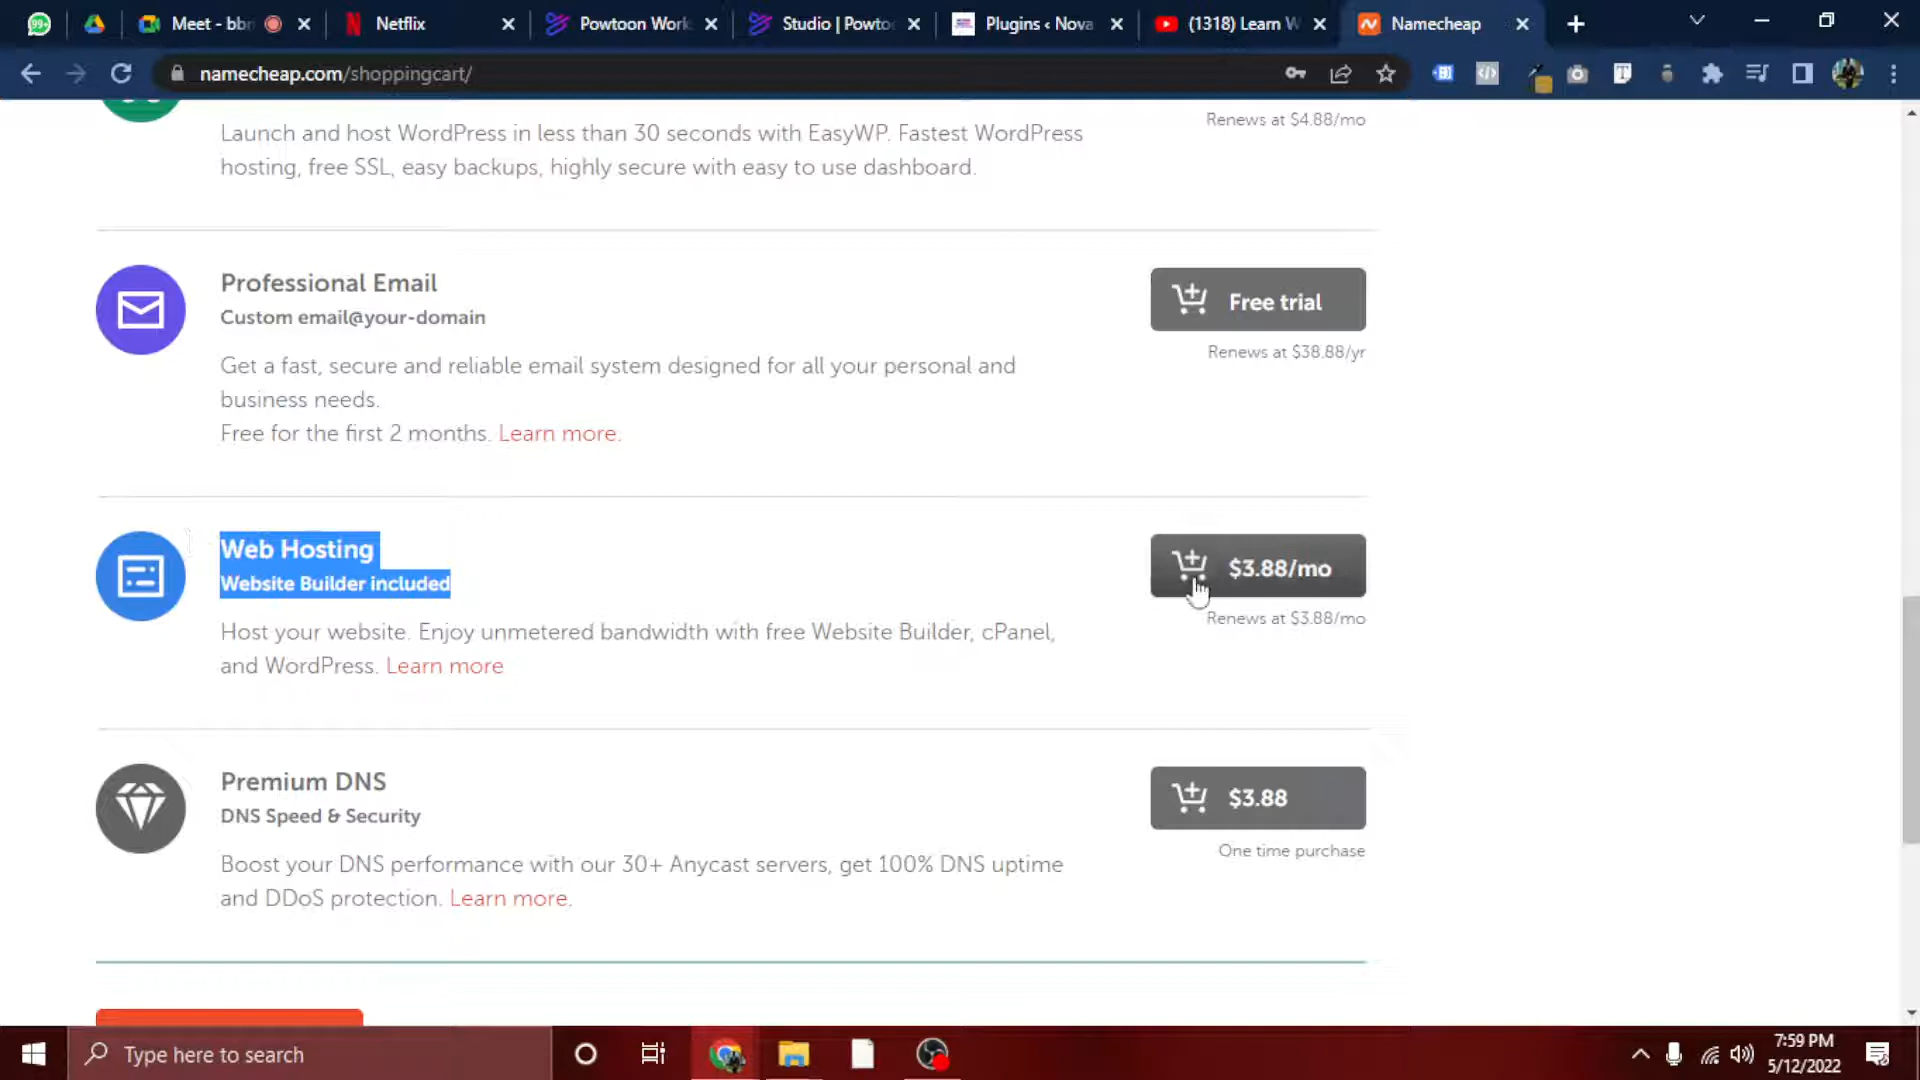 99+
Meet - bbn
Netflix
Powtoon Work
Studio | Powto
Plugins ‹ Nova
(1318) Learn W
Namecheap
namecheap.com/shoppingcart/
Launch and host WordPress in less than 30 seconds with EasyWP. Fastest WordPress
hosting, free SSL, easy backups, highly secure with easy to use dashboard.
Renews at $4.88/mo
Professional Email
Custom email@your-domain
Get a fast, secure and reliable email system designed for all your personal and
business needs.
Free for the first 2 months. Learn more.
Free trial
Renews at $38.88/yr
Web Hosting
Website Builder included
Host your website. Enjoy unmetered bandwidth with free Website Builder, cPanel,
and WordPress. Learn more
$3.88/mo
Renews at $3.88/mo
Premium DNS
DNS Speed & Security
Boost your DNS performance with our 30+ Anycast servers, get 100% DNS uptime
and DDoS protection. Learn more.
$3.88
One time purchase
Type here to search
7:59 PM
5/12/2022